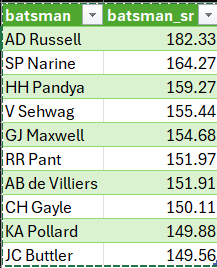 batsman batsman_sr
AD Russell 182.33
SP Narine 164.27
HH Pandya 159.27
V Sehwag 155.44
GJ Maxwell 154.68
RR Pant 151.97
AB de Villiers 151.91
CH Gayle 150.11
KA Pollard 149.88
JC Buttler 149.56